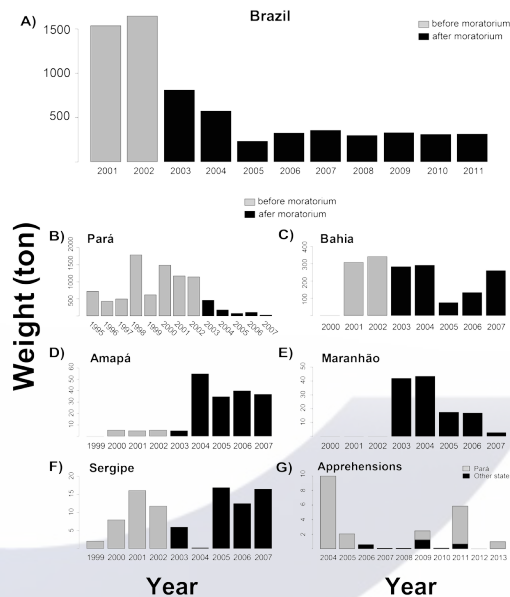 Brazil
A)
before moratorium
after moratorium
1500
1000
500
2001 2002 2003 2004 2005 2006 2007 2008 2009 2010 2011
before moratorium
afer moratorium
Weight (ton)
B) Pará
2000
1500
1000
500
1995 1996 1997 1998 1999 2000 2001 2002 2003 2004 2005 2006 2007
C) Bahia
400
300
200
100
2000 2001 2002 2003 2004 2005 2006 2007
D) Amapá
60
50
40
30
20
10
1999 2000 2001 2002 2003 2004 2005 2006 2007
E) Maranhão
50
40
30
20
10
2000 2001 2002 2003 2004 2005 2006 2007
F) Sergipe
20
15
10
5
1999 2000 2001 2002 2003 2004 2005 2006 2007
G) Apprehensions
Pará
Other state
10
8
6
4
2
2004 2005 2006 2007 2008 2009 2010 2011 2012 2013
Year
Year